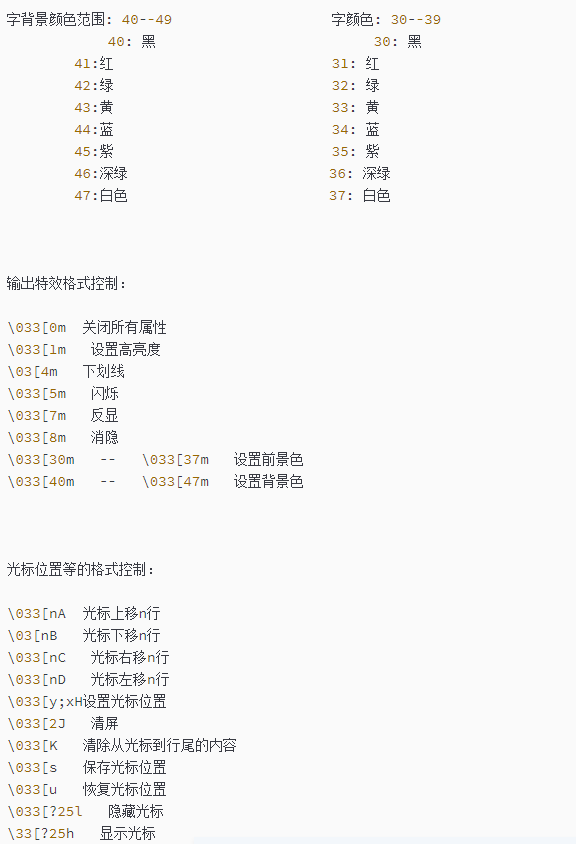 字背景颜色范围: 40--49                   字颜色: 30--39
            40: 黑                          30: 黑
        41:红                          31: 红
        42:绿                          32: 绿
        43:黄                          33: 黄
        44:蓝                          34: 蓝
        45:紫                          35: 紫
        46:深绿                        36: 深绿
        47:白色                        37: 白色
输出特效格式控制:
\033[0m  关闭所有属性
\033[1m   设置高亮度
\03[4m   下划线
\033[5m   闪烁
\033[7m   反显
\033[8m   消隐
\033[30m   --   \033[37m   设置前景色
\033[40m   --   \033[47m   设置背景色
光标位置等的格式控制:
\033[nA  光标上移n行
\03[nB   光标下移n行
\033[nC   光标右移n行
\033[nD   光标左移n行
\033[y;xH设置光标位置
\033[2J   清屏
\033[K   清除从光标到行尾的内容
\033[s   保存光标位置
\033[u   恢复光标位置
\033[?25l   隐藏光标
\33[?25h   显示光标